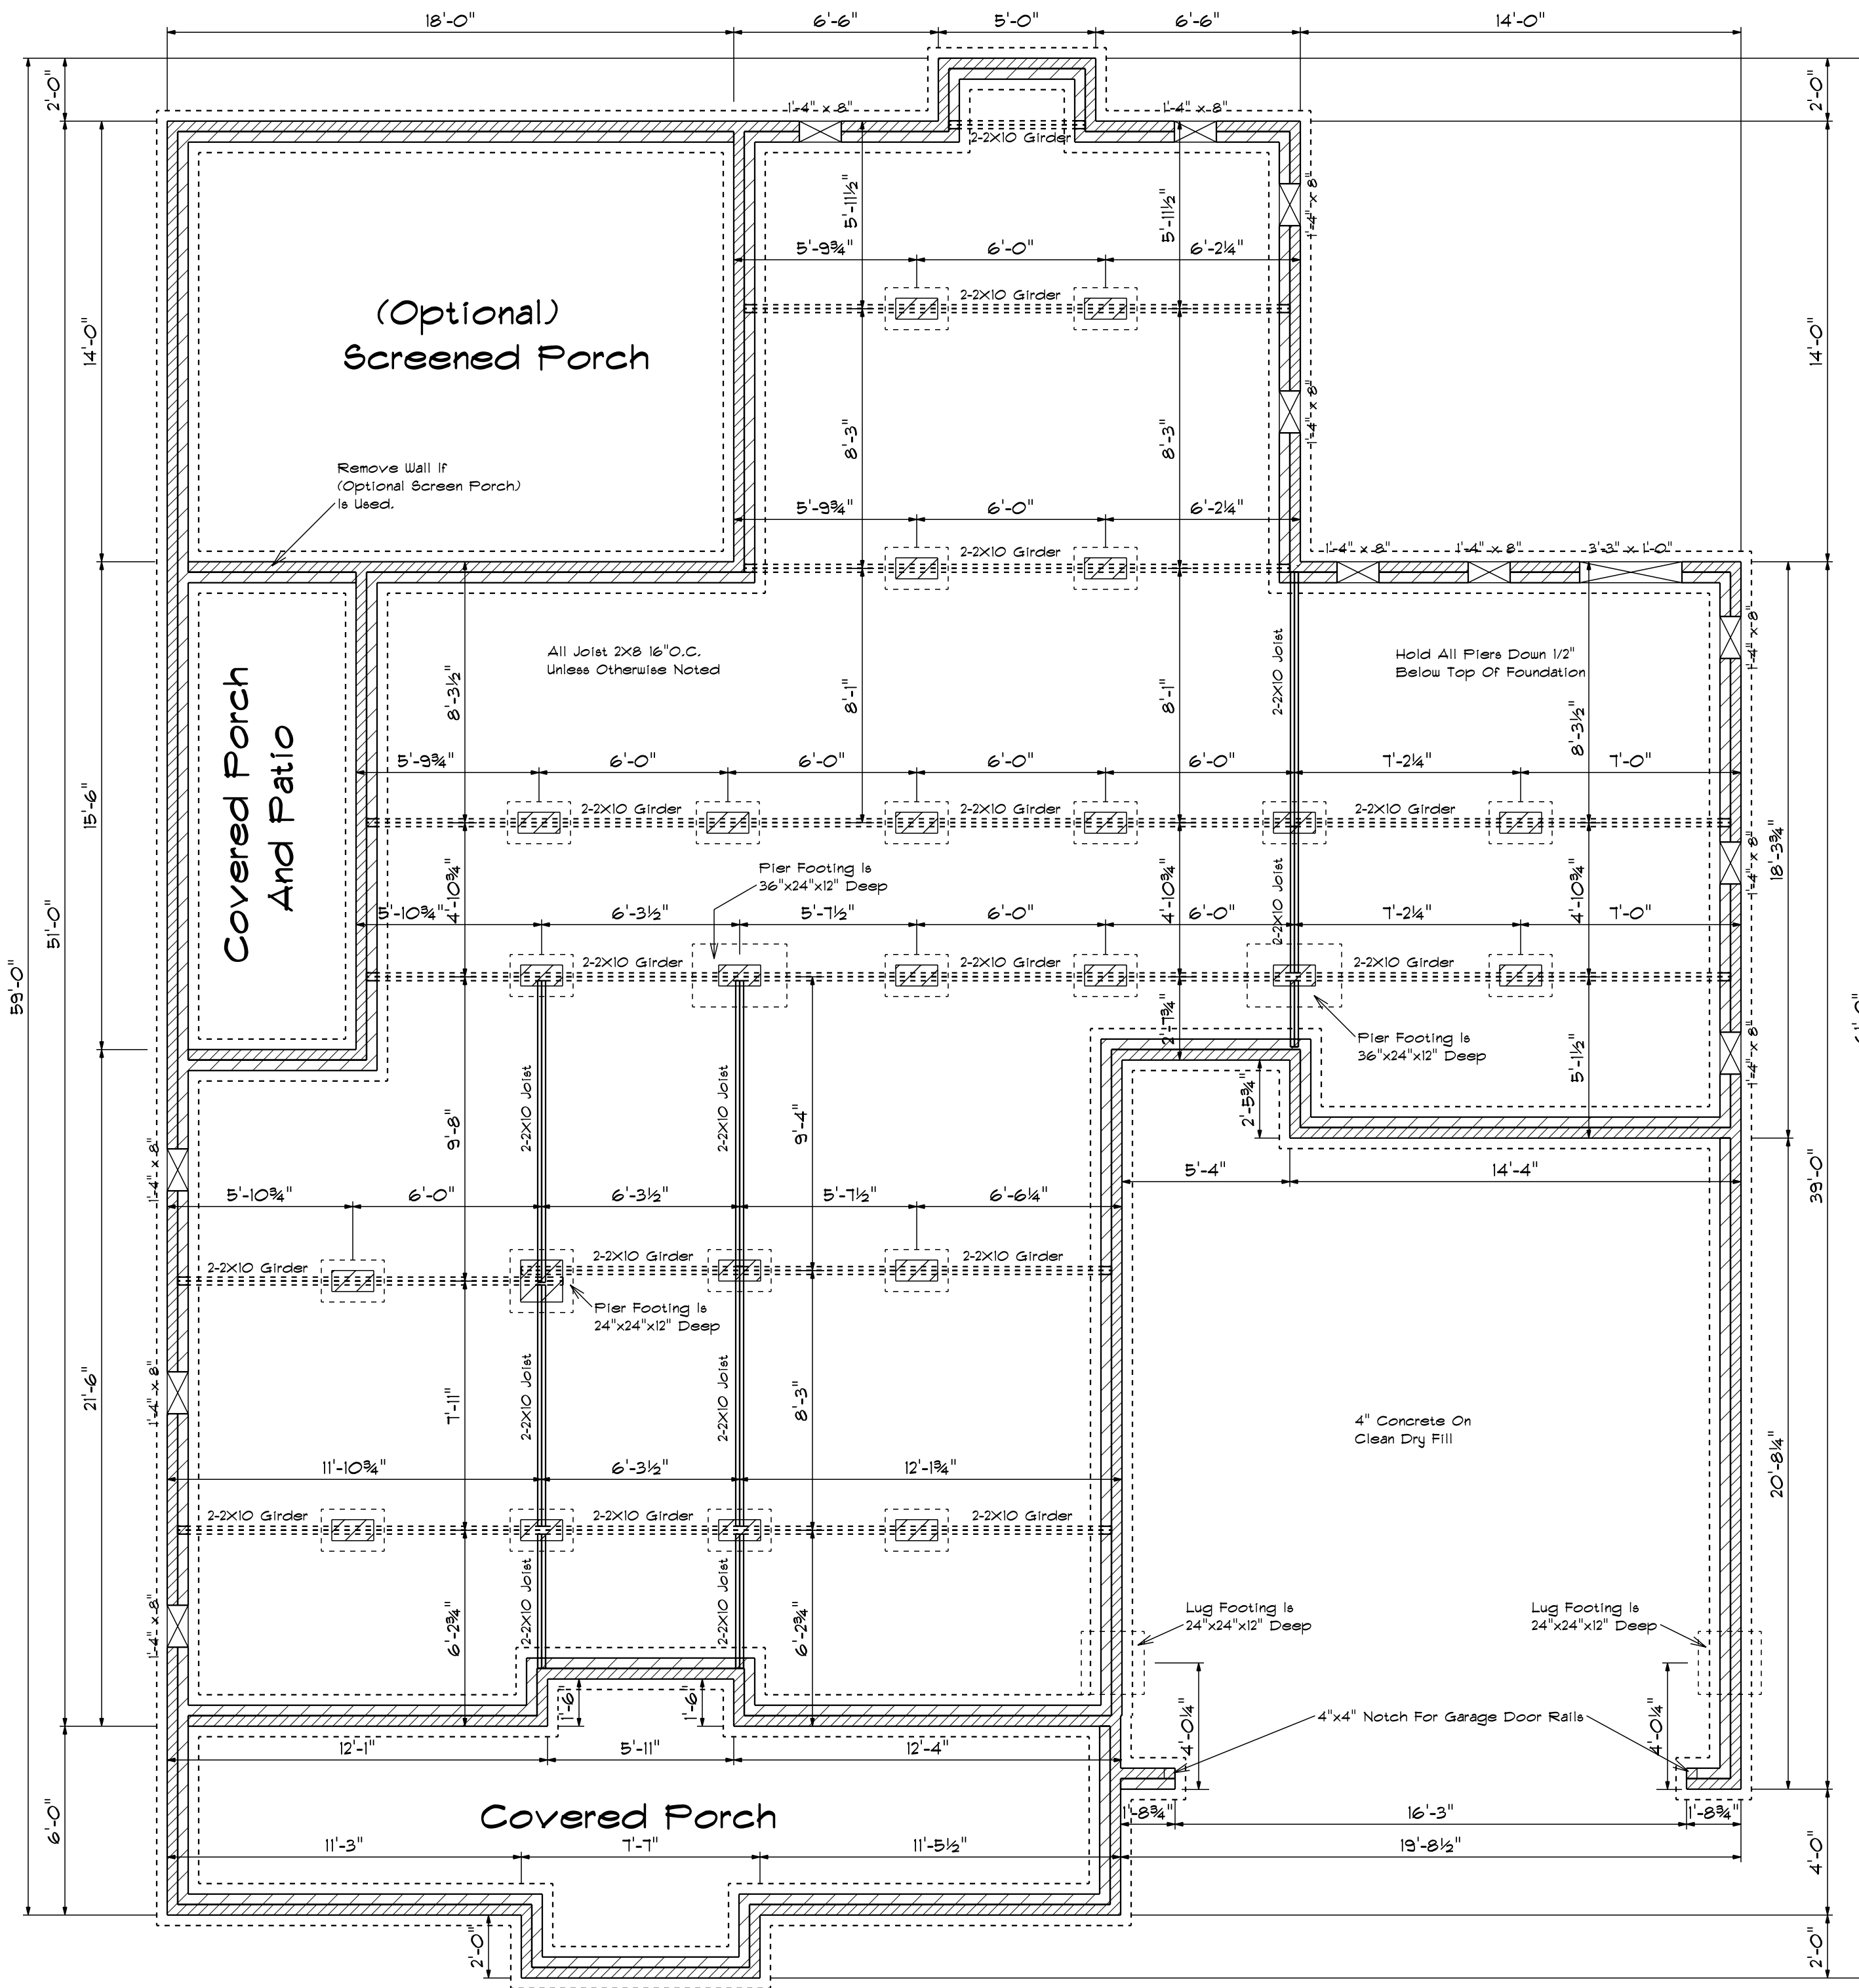 18'-0" 6'-6" 5'-0" 6'-6" 14'-0"
2'-0" 2'-0"
1'-4" x 8" 1'-4" x 8"
2-2X10 Girder
5'-11½" 5'-11½" 1'-4" x 8"
5'-9¾" 6'-0" 6'-2¼"
2-2X10 Girder
(Optional)
Screened Porch
14'-0" 14'-0"
8'-3" 8'-3" 1'-4" x 8"
Remove Wall If
(Optional Screen Porch)
Is Used.
5'-9¾" 6'-0" 6'-2¼"
2-2X10 Girder
1'-4" x 8" 1'-4" x 8" 3'-3" x 1'-0"
1'-4" x 8"
All Joist 2X8 16"O.C.
Unless Otherwise Noted
2-2X10 Joist
Hold All Piers Down 1/2"
Below Top Of Foundation
8'-3½" 8'-1" 8'-1" 8'-3½"
Covered Porch
And Patio
15'-6"
5'-9¾" 6'-0" 6'-0" 6'-0" 6'-0" 7'-2¼" 7'-0"
2-2X10 Girder 2-2X10 Girder 2-2X10 Girder
18'-3¾"
1'-4" x 8"
Pier Footing Is
36"x24"x12" Deep
4'-10¾" 4'-10¾" 2-2X10 Joist 4'-10¾"
51'-0"
59'-0"
5'-10¾" 6'-3½" 5'-7½" 6'-0" 6'-0" 7'-2¼" 7'-0"
2-2X10 Girder 2-2X10 Girder 2-2X10 Girder
2'-7¾"
Pier Footing Is
36"x24"x12" Deep
5'-1½"
1'-4" x 8"
2'-5¾"
9'-8" 2-2X10 Joist 2-2X10 Joist 9'-4"
1'-4" x 8"
5'-4" 14'-4"
39'-0"
5'-10¾" 6'-0" 6'-3½" 5'-7½" 6'-6¼"
2-2X10 Girder 2-2X10 Girder 2-2X10 Girder
Pier Footing Is
24"x24"x12" Deep
21'-6"
1'-4" x 8"
7'-11" 2-2X10 Joist 2-2X10 Joist 8'-3"
4" Concrete On
Clean Dry Fill
20'-8¼"
11'-10¾" 6'-3½" 12'-1¾"
2-2X10 Girder 2-2X10 Girder 2-2X10 Girder
1'-4" x 8"
6'-2¾" 2-2X10 Joist 2-2X10 Joist 6'-2¾"
Lug Footing Is
24"x24"x12" Deep
Lug Footing Is
24"x24"x12" Deep
1'-6" 1'-6"
4"x4" Notch For Garage Door Rails
4'-0¼" 4'-0¼"
12'-1" 5'-11" 12'-4"
6'-0"
Covered Porch
1'-8¾" 16'-3" 1'-8¾"
11'-3" 7'-7" 11'-5½" 19'-8½"
4'-0"
2'-0" 2'-0"